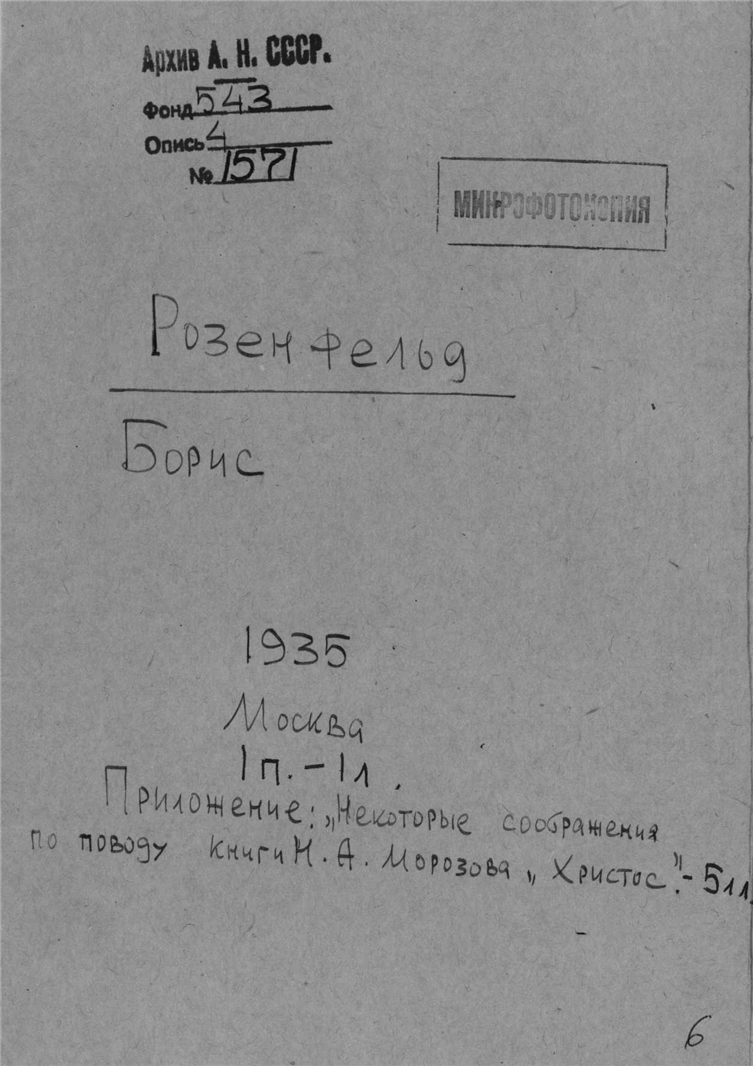 Архив А. Н. СССР.
Фонд 543
Опись 4
№ 1571
МИКРОФОТОКОПИЯ
Розенфельд
Борис
1935
Москва
1п. – 1л.
Приложение: „Некоторые соображения
по поводу книги Н. А. Морозова „Христос”. – 5лл.
6